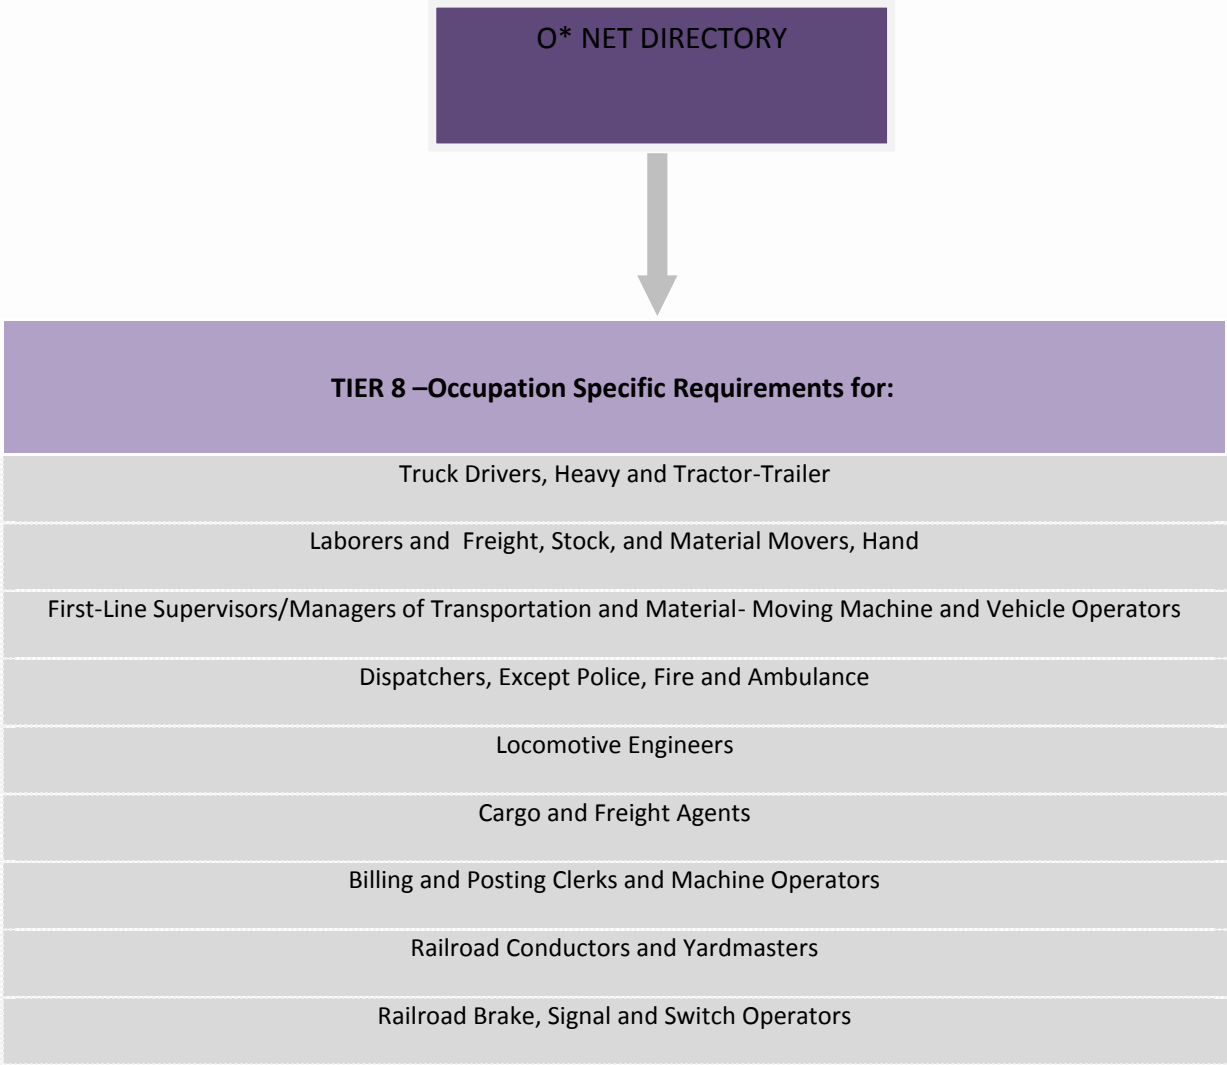 O* NET DIRECTORY
TIER 8 –Occupation Specific Requirements for:
Truck Drivers, Heavy and Tractor-Trailer
Laborers and  Freight, Stock, and Material Movers, Hand
First-Line Supervisors/Managers of Transportation and Material- Moving Machine and Vehicle Operators
Dispatchers, Except Police, Fire and Ambulance
Locomotive Engineers
Cargo and Freight Agents
Billing and Posting Clerks and Machine Operators
Railroad Conductors and Yardmasters
Railroad Brake, Signal and Switch Operators